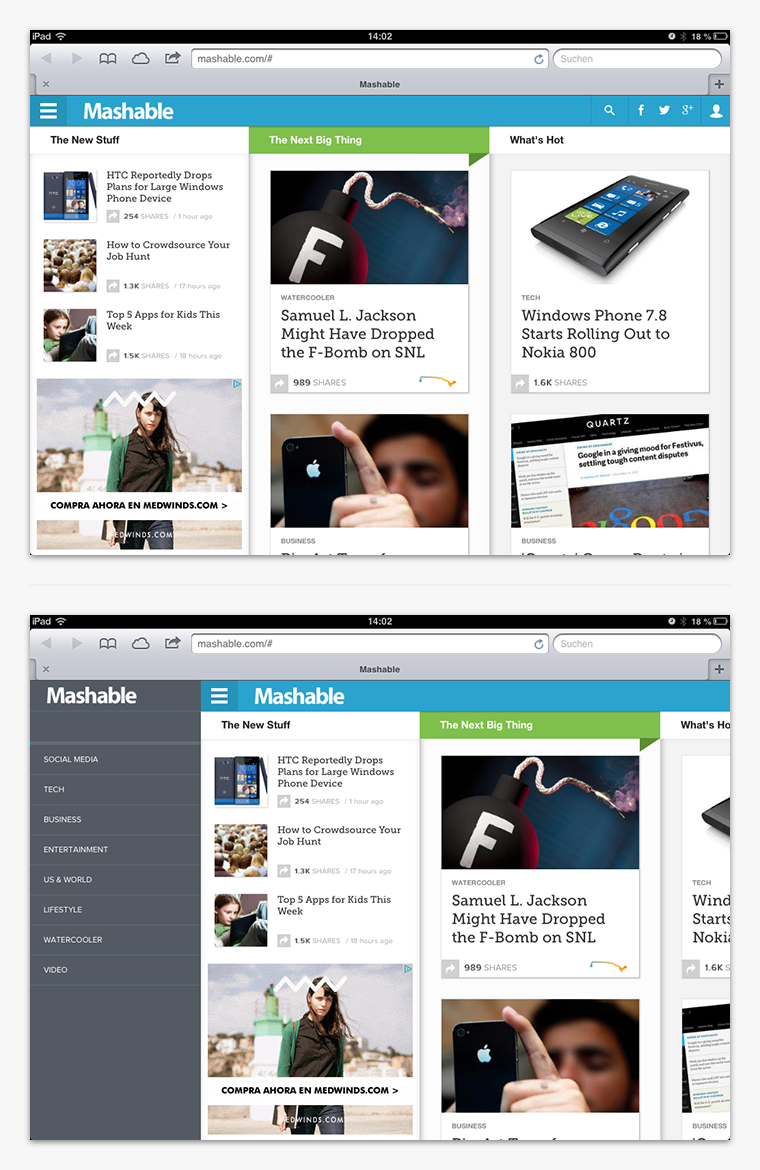 iPad 14:02 18 %
mashable.com/# Suchen
Mashable
Mashable
The New Stuff
HTC Reportedly Drops
Plans for Large Windows
Phone Device
254 SHARES / 1 hour ago
How to Crowdsource Your
Job Hunt
1.3K SHARES / 17 hours ago
Top 5 Apps for Kids This
Week
1.5K SHARES / 18 hours ago
COMPRA AHORA EN MEDWINDS.COM >
MEDWINDS.COM
The Next Big Thing
F
WATERCOOLER
Samuel L. Jackson
Might Have Dropped
the F-Bomb on SNL
989 SHARES
BUSINESS
What's Hot
TECH
Windows Phone 7.8
Starts Rolling Out to
Nokia 800
1.6K SHARES
QUARTZ
Google in a giving mood for Festivus,
settling tough content disputes
BUSINESS
iPad 14:02 18 %
mashable.com/# Suchen
Mashable
Mashable
SOCIAL MEDIA
TECH
BUSINESS
ENTERTAINMENT
US & WORLD
LIFESTYLE
WATERCOOLER
VIDEO
Mashable
The New Stuff
HTC Reportedly Drops
Plans for Large Windows
Phone Device
254 SHARES / 1 hour ago
How to Crowdsource Your
Job Hunt
1.3K SHARES / 17 hours ago
Top 5 Apps for Kids This
Week
1.5K SHARES / 18 hours ago
COMPRA AHORA EN MEDWINDS.COM >
MEDWINDS.COM
The Next Big Thing
F
WATERCOOLER
Samuel L. Jackson
Might Have Dropped
the F-Bomb on SNL
989 SHARES
BUSINESS
What's Ho
TECH
Wind
Starts
Nokia
1.6K S
BUSINESS